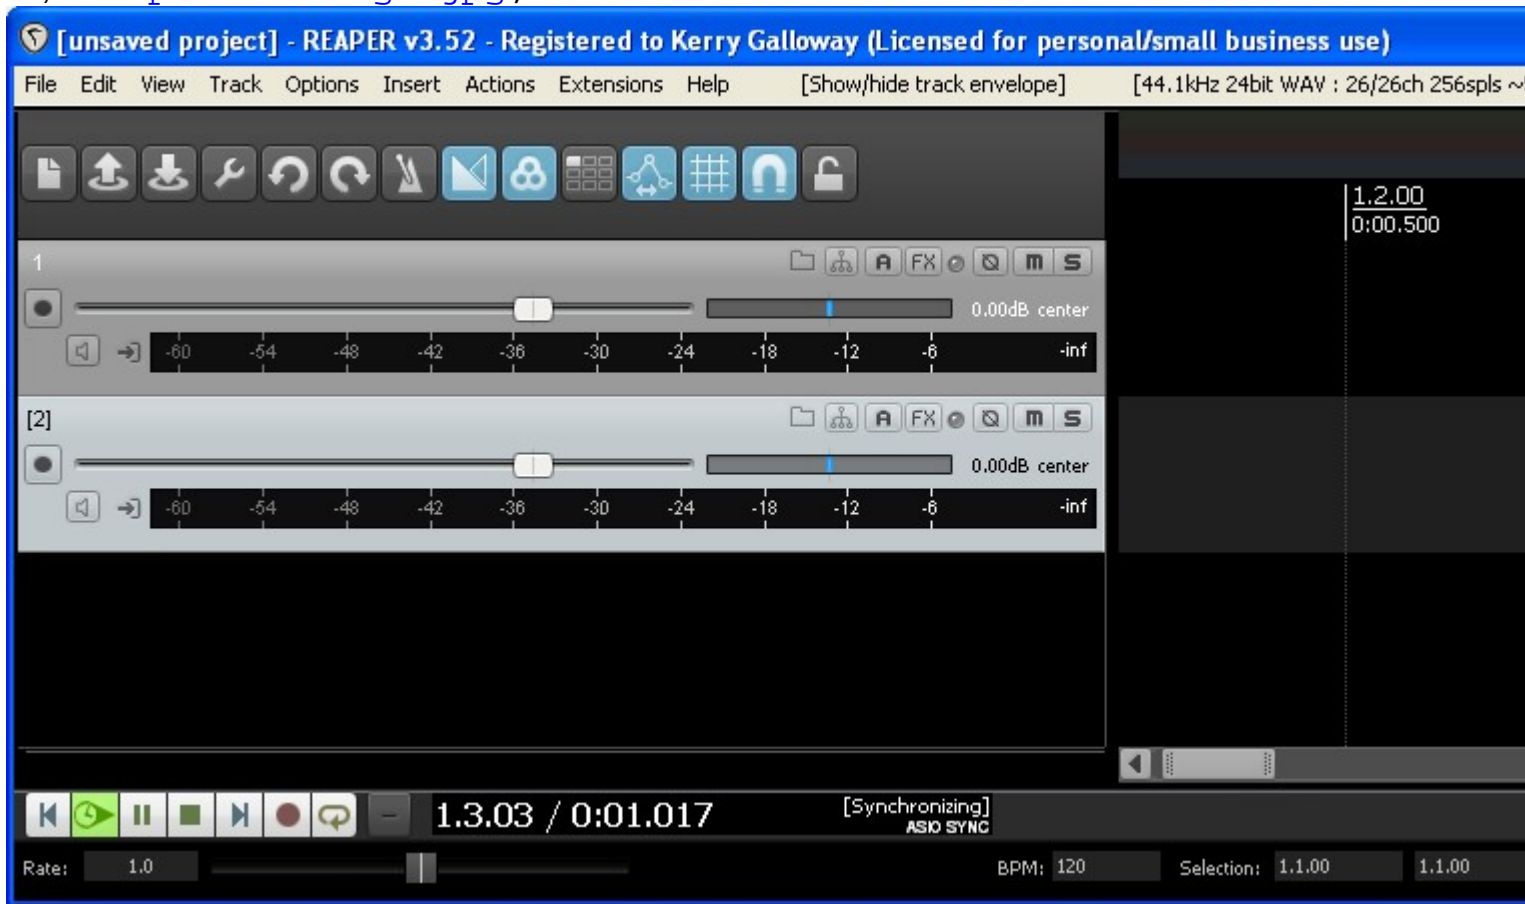 [unsaved project] - REAPER v3.52 - Registered to Kerry Galloway (Licensed for personal/small business use)
File Edit View Track Options Insert Actions Extensions Help [Show/hide track envelope] [44.1kHz 24bit WAV : 26/26ch 256spls ~
1.2.00
0:00.500
1 A FX M S
0.00dB center
-60 -54 -48 -42 -36 -30 -24 -18 -12 -6 -inf
[2] A FX M S
0.00dB center
-60 -54 -48 -42 -36 -30 -24 -18 -12 -6 -inf
1.3.03 / 0:01.017 [Synchronizing]
ASIO SYNC
Rate: 1.0 BPM: 120 Selection: 1.1.00 1.1.00